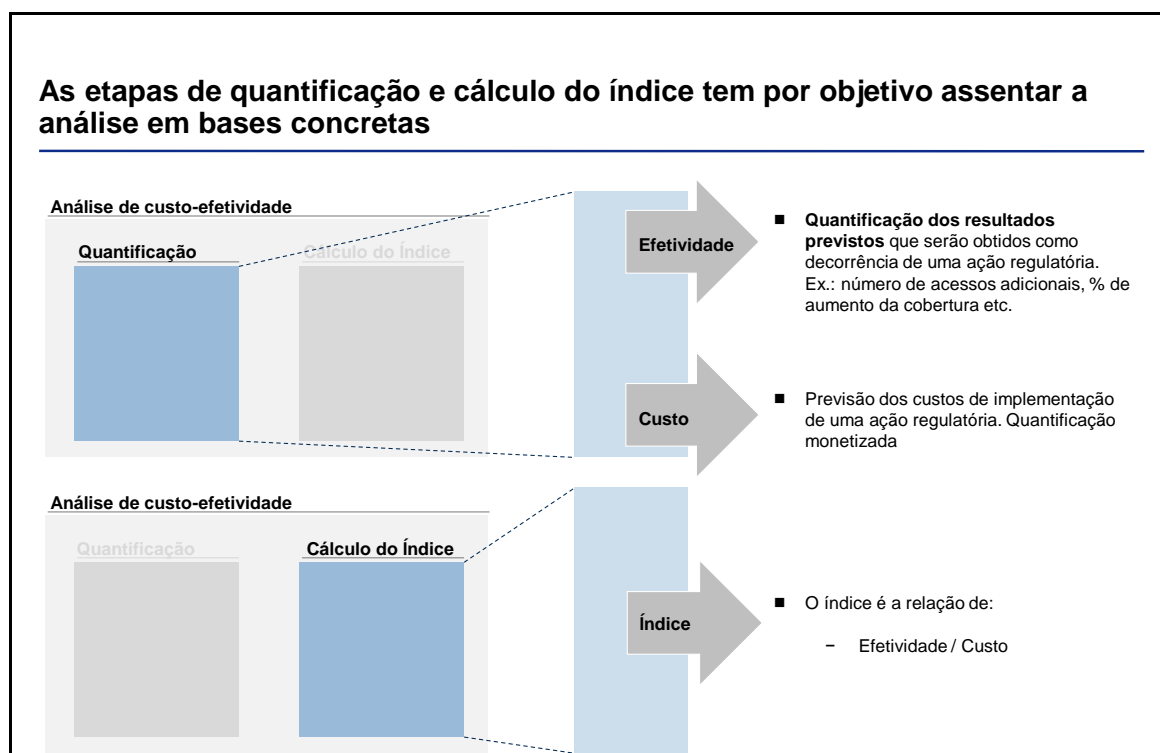 As etapas de quantificação e cálculo do índice tem por objetivo assentar a
análise em bases concretas
Análise de custo-efetividade
Quantificação
Cálculo do Índice
Efetividade
■ Quantificação dos resultados
previstos que serão obtidos como
decorrência de uma ação regulatória.
Ex.: número de acessos adicionais, % de
aumento da cobertura etc.
Custo
■ Previsão dos custos de implementação
de uma ação regulatória. Quantificação
monetizada
Análise de custo-efetividade
Quantificação
Cálculo do Índice
Índice
■ O índice é a relação de:
– Efetividade / Custo